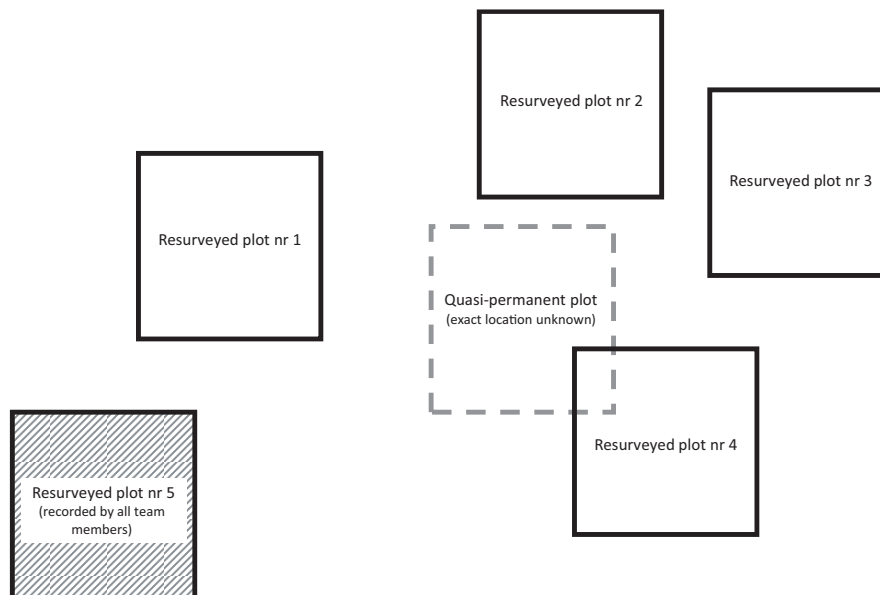 Resurveyed plot nr 2
Resurveyed plot nr 3
Resurveyed plot nr 1
Quasi-permanent plot
(exact location unknown)
Resurveyed plot nr 4
Resurveyed plot nr 5
(recorded by all team
members)